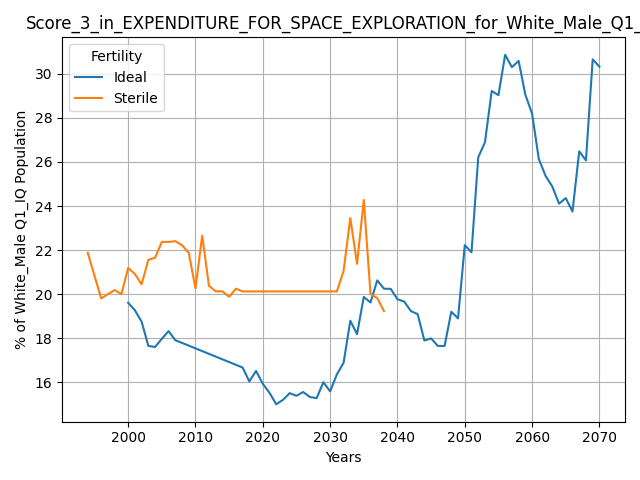 Score_3_in_EXPENDITURE_FOR_SPACE_EXPLORATION_for_White_Male_Q1_
Fertility
Ideal
Sterile
% of White_Male Q1_IQ Population
30
28
26
24
22
20
18
16
2000 2010 2020 2030 2040 2050 2060 2070
Years